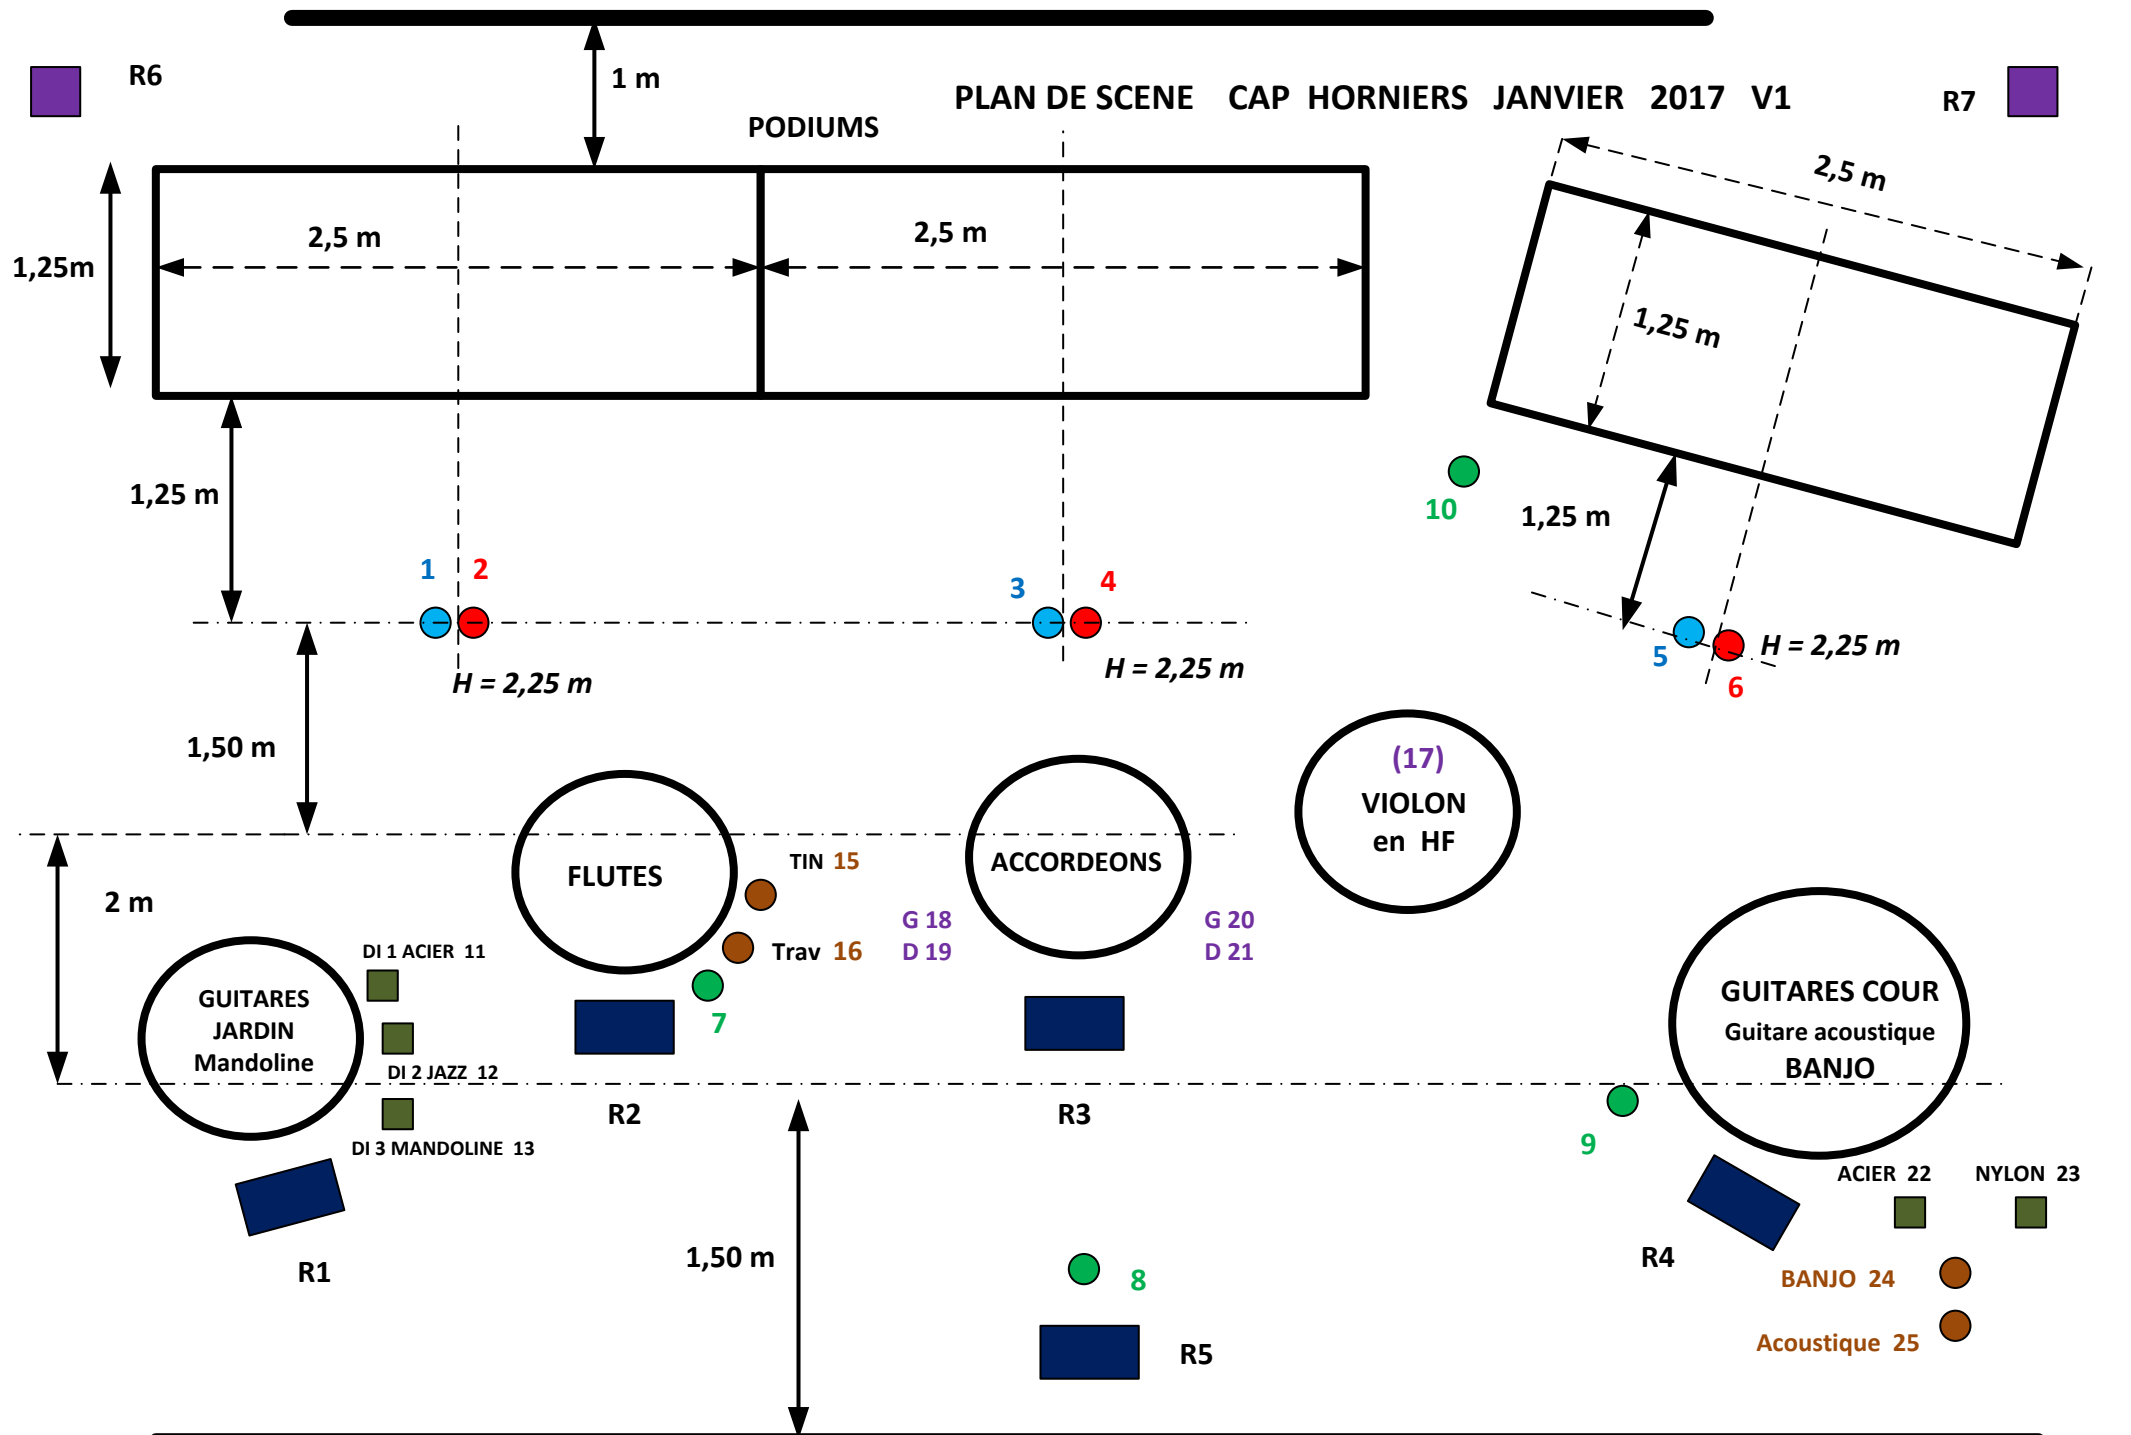 R6
1 m
PLAN DE SCENE CAP HORNIERS JANVIER 2017 V1
R7
PODIUMS
2,5 m
2,5 m
2,5 m
1,25m
1,25 m
1,25 m
10
1,25 m
1 2
3 4
H = 2,25 m
H = 2,25 m
5
H = 2,25 m
6
1,50 m
(17)
VIOLON
en HF
FLUTES
TIN 15
ACCORDEONS
2 m
G 18
D 19
G 20
D 21
Trav 16
DI 1 ACIER 11
GUITARES
JARDIN
Mandoline
7
GUITARES COUR
Guitare acoustique
BANJO
DI 2 JAZZ 12
R2
R3
DI 3 MANDOLINE 13
9
ACIER 22
NYLON 23
R1
1,50 m
8
R4
BANJO 24
Acoustique 25
R5